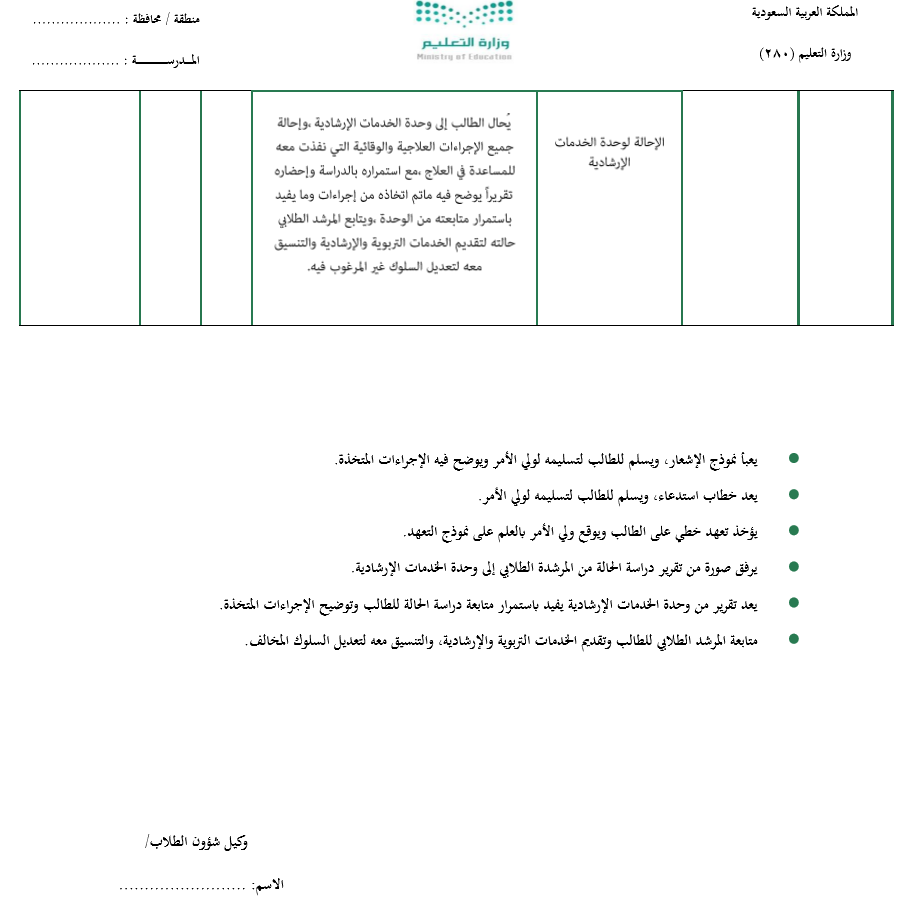 المملكة العربية السعودية
وزارة التعليم (٢٨٠)
وزارة التعليم
Ministry of Education
منطقة / محافظة : ...................
المدرســـــــة : ...................
الإحالة لوحدة الخدمات
الإرشادية
يُحال الطالب إلى وحدة الخدمات الإرشادية ،وإحالة
جميع الإجراءات العلاجية والوقائية التي نفذت معه
للمساعدة في العلاج ،مع استمراره بالدراسة وإحضاره
تقريراً يوضح فيه ماتم اتخاذه من إجراءات وما يفيد
باستمرار متابعته من الوحدة ،ويتابع المرشد الطلابي
حالته لتقديم الخدمات التربوية والإرشادية والتنسيق
معه لتعديل السلوك غير المرغوب فيه.
● يعبأ نموذج الإشعار، ويسلم للطالب لتسليمه لولي الأمر ويوضح فيه الإجراءات المتخذة.
● يعد خطاب استدعاء، ويسلم للطالب لتسليمه لولي الأمر.
● يؤخذ تعهد خطي على الطالب ويوقع ولي الأمر بالعلم على نموذج التعهد.
● يرفق صورة من تقرير دراسة الحالة من المرشدة الطلابي إلى وحدة الخدمات الإرشادية.
● يعد تقرير من وحدة الخدمات الإرشادية يفيد باستمرار متابعة دراسة الحالة للطالب وتوضيح الإجراءات المتخذة.
● متابعة المرشد الطلابي للطالب وتقديم الخدمات التربوية والإرشادية، والتنسيق معه لتعديل السلوك المخالف.
وكيل شؤون الطلاب/
الاسم: .........................